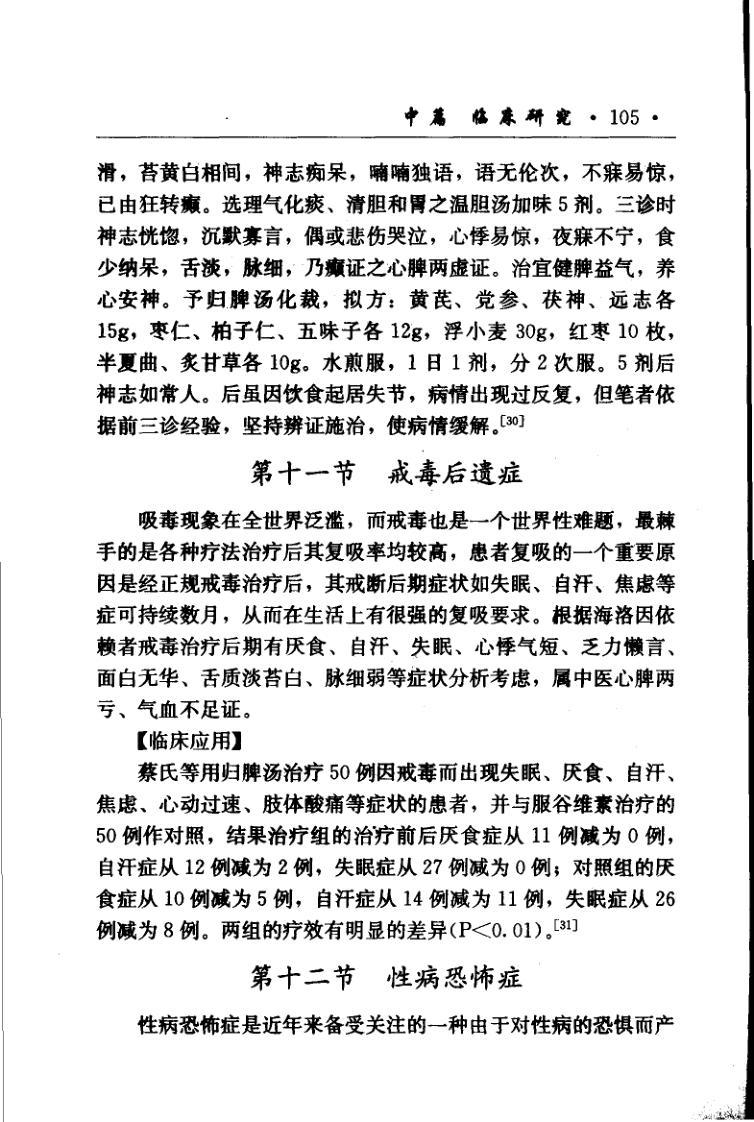 中篇 临床研究·105·
滑，苔黄白相间，神志痴呆，喃喃独语，语无伦次，不寐易惊，
已由狂转癫。选理气化痰、清胆和胃之温胆汤加味 5 剂。三诊时
神志恍惚，沉默寡言，偶或悲伤哭泣，心悸易惊，夜寐不宁，食
少纳呆，舌淡，脉细，乃癫证之心脾两虚证。治宜健脾益气，养
心安神。予归脾汤化裁，拟方：黄芪、党参、茯神、远志各
15g，枣仁、柏子仁、五味子各 12g，浮小麦 30g，红枣 10 枚，
半夏曲、炙甘草各 10g。水煎服，1 日 1 剂，分 2 次服。5 剂后
神志如常人。后虽因饮食起居失节，病情出现过反复，但笔者依
据前三诊经验，坚持辨证施治，使病情缓解。[30]
第十一节 戒毒后遗症
吸毒现象在全世界泛滥，而戒毒也是一个世界性难题，最棘
手的是各种疗法治疗后其复吸率均较高，患者复吸的一个重要原
因是经正规戒毒治疗后，其戒断后期症状如失眠、自汗、焦虑等
症可持续数月，从而在生活上有很强的复吸要求。根据海洛因依
赖者戒毒治疗后期有厌食、自汗、失眠、心悸气短、乏力懒言、
面白无华、舌质淡苔白、脉细弱等症状分析考虑，属中医心脾两
亏、气血不足证。
【临床应用】
蔡氏等用归脾汤治疗 50 例因戒毒而出现失眠、厌食、自汗、
焦虑、心动过速、肢体酸痛等症状的患者，并与服谷维素治疗的
50 例作对照，结果治疗组的治疗前后厌食症从 11 例减为 0 例，
自汗症从 12 例减为 2 例，失眠症从 27 例减为 0 例；对照组的厌
食症从 10 例减为 5 例，自汗症从 14 例减为 11 例，失眠症从 26
例减为 8 例。两组的疗效有明显的差异(P<0.01)。[31]
第十二节 性病恐怖症
性病恐怖症是近年来备受关注的一种由于对性病的恐惧而产